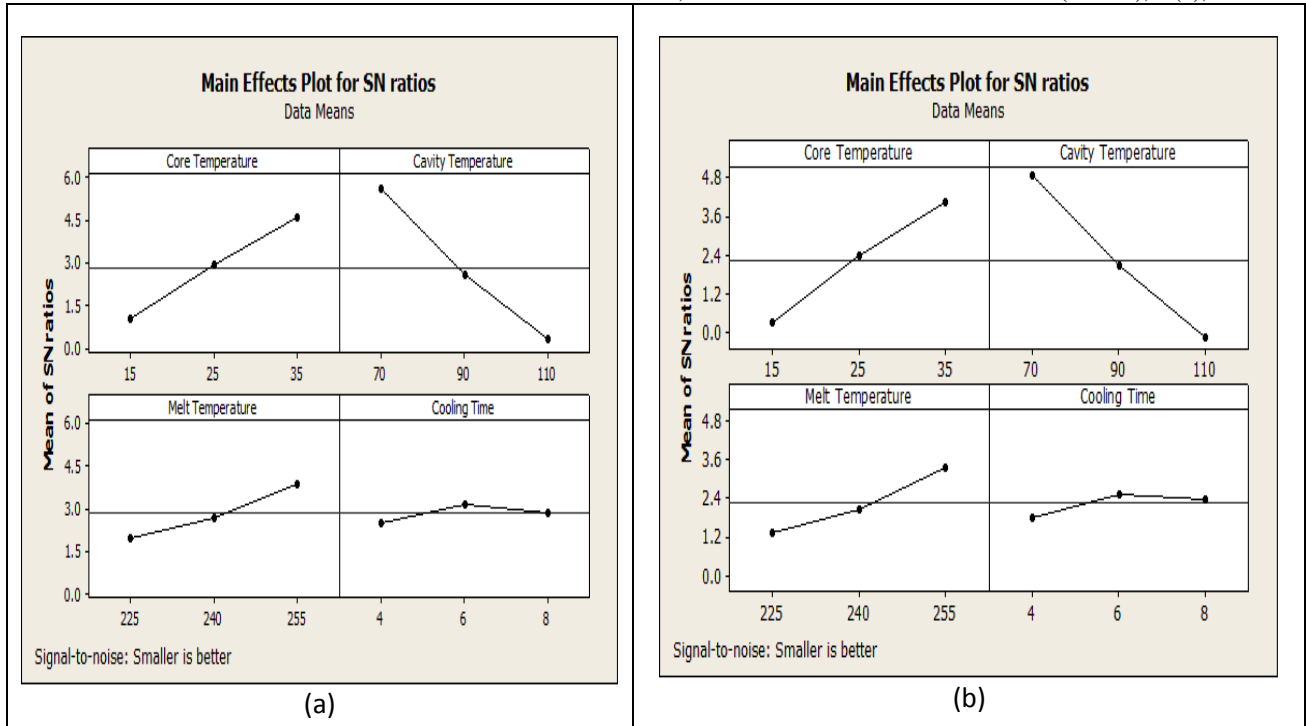 Main Effects Plot for SN ratios
Data Means
Core Temperature Cavity Temperature
6.0
4.5
3.0
1.5
0.0
15 25 35 70 90 110
Melt Temperature Cooling Time
6.0
4.5
3.0
1.5
0.0
225 240 255 4 6 8
Mean of SN ratios
Signal-to-noise: Smaller is better
(a)
Main Effects Plot for SN ratios
Data Means
Core Temperature Cavity Temperature
4.8
3.6
2.4
1.2
0.0
15 25 35 70 90 110
Melt Temperature Cooling Time
4.8
3.6
2.4
1.2
0.0
225 240 255 4 6 8
Mean of SN ratios
Signal-to-noise: Smaller is better
(b)